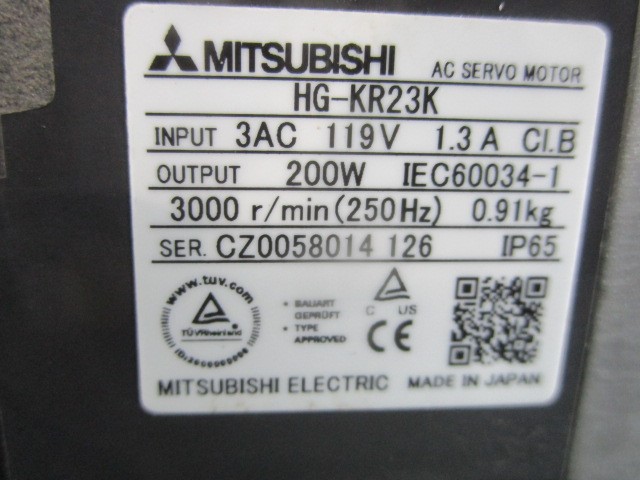 MITSUBISHI AC SERVO MOTOR
HG-KR23K
INPUT 3AC 119V 1.3A Cl.B
OUTPUT 200W IEC60034-1
3000 r/min(250Hz) 0.91kg
SER. CZ0058014 126 IP65
www.tuv.com
TÜVRheinland
• BAUART
GEPRÜFT
• TYPE
APPROVED
C US
CE
MITSUBISHI ELECTRIC MADE IN JAPAN